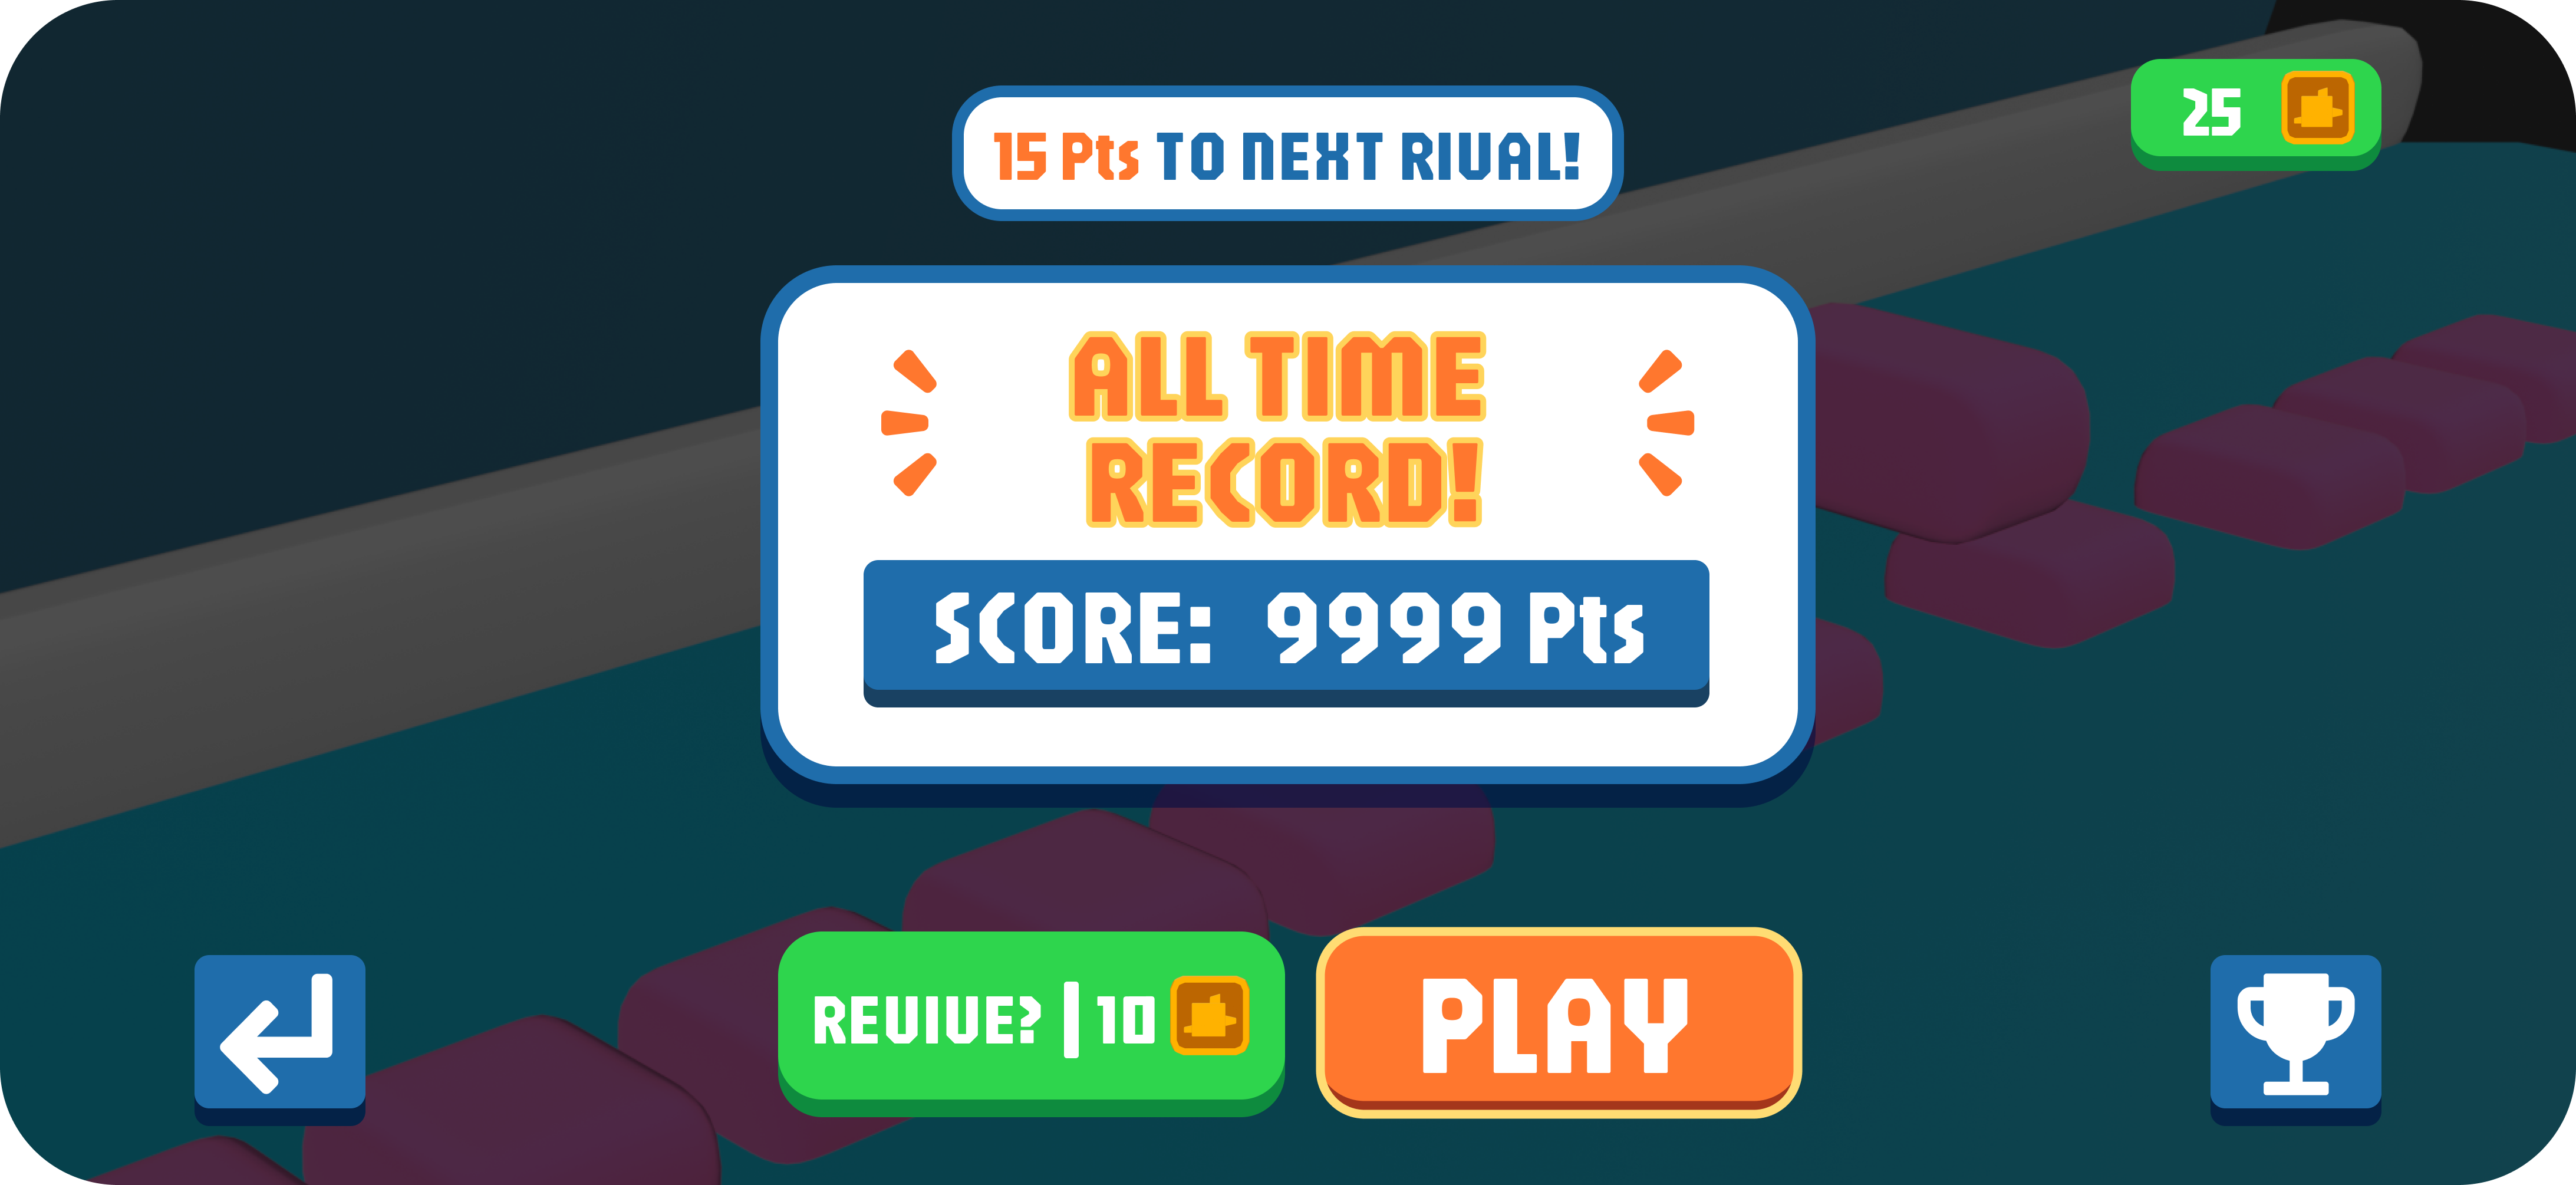 15 Pts TO NEXT RIVAL!
25
ALL TIME
RECORD!
SCORE: 9999 Pts
REVIVE? | 10
PLAY